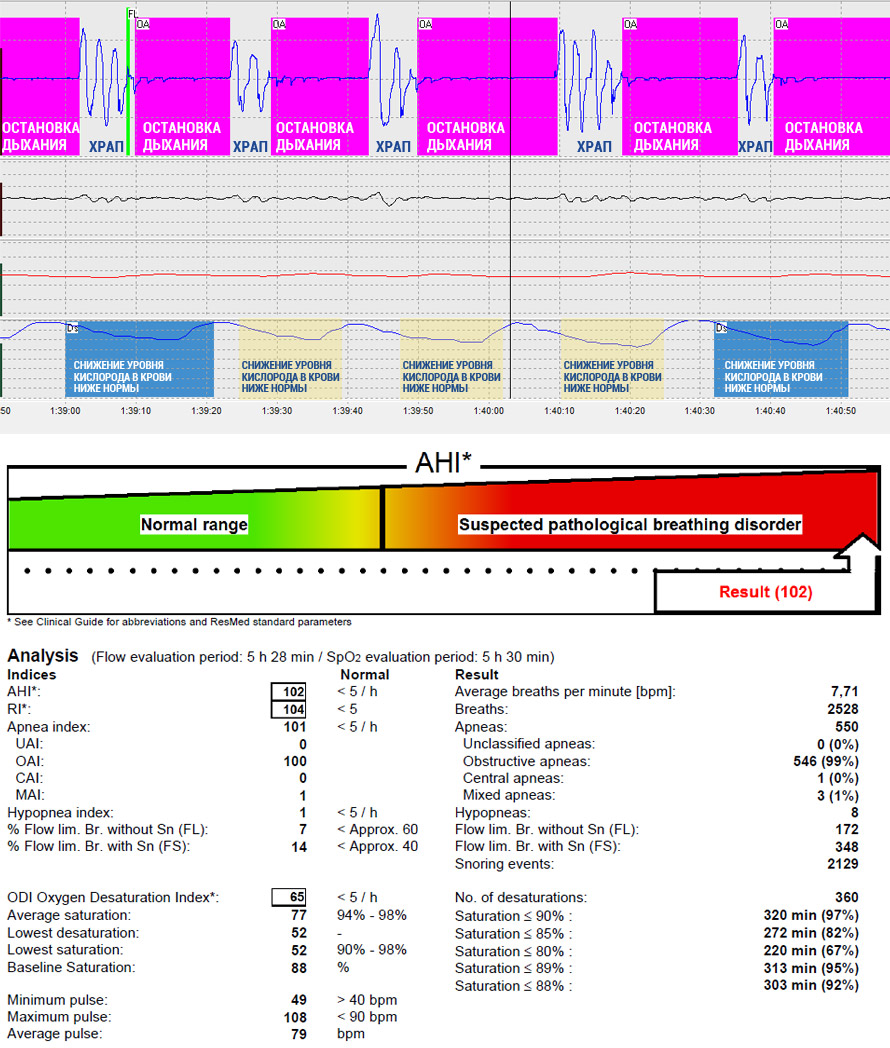 FL
OA OA OA OA OA
ОСТАНОВКА ДЫХАНИЯ
ХРАП
ОСТАНОВКА ДЫХАНИЯ
ХРАП
ОСТАНОВКА ДЫХАНИЯ
ХРАП
ОСТАНОВКА ДЫХАНИЯ
ХРАП
ОСТАНОВКА ДЫХАНИЯ
ХРАП
ОСТАНОВКА ДЫХАНИЯ
Ds Ds
СНИЖЕНИЕ УРОВНЯ
КИСЛОРОДА В КРОВИ
НИЖЕ НОРМЫ
СНИЖЕНИЕ УРОВНЯ
КИСЛОРОДА В КРОВИ
НИЖЕ НОРМЫ
СНИЖЕНИЕ УРОВНЯ
КИСЛОРОДА В КРОВИ
НИЖЕ НОРМЫ
СНИЖЕНИЕ УРОВНЯ
КИСЛОРОДА В КРОВИ
НИЖЕ НОРМЫ
СНИЖЕНИЕ УРОВНЯ
КИСЛОРОДА В КРОВИ
НИЖЕ НОРМЫ
:50 1:39:00 1:39:10 1:39:20 1:39:30 1:39:40 1:39:50 1:40:00 1:40:10 1:40:20 1:40:30 1:40:40 1:40:50
AHI*
Normal range Suspected pathological breathing disorder
Result (102)
* See Clinical Guide for abbreviations and ResMed standard parameters
Analysis (Flow evaluation period: 5 h 28 min / SpO2 evaluation period: 5 h 30 min)
Indices Normal Result
AHI*: 102 < 5 / h Average breaths per minute [bpm]: 7,71
RI*: 104 < 5 Breaths: 2528
Apnea index: 101 < 5 / h Apneas: 550
UAI: 0 Unclassified apneas: 0 (0%)
OAI: 100 Obstructive apneas: 546 (99%)
CAI: 0 Central apneas: 1 (0%)
MAI: 1 Mixed apneas: 3 (1%)
Hypopnea index: 1 < 5 / h Hypopneas: 8
% Flow lim. Br. without Sn (FL): 7 < Approx. 60 Flow lim. Br. without Sn (FL): 172
% Flow lim. Br. with Sn (FS): 14 < Approx. 40 Flow lim. Br. with Sn (FS): 348
Snoring events: 2129
ODI Oxygen Desaturation Index*: 65 < 5 / h No. of desaturations: 360
Average saturation: 77 94% - 98% Saturation ≤ 90% : 320 min (97%)
Lowest desaturation: 52 - Saturation ≤ 85% : 272 min (82%)
Lowest saturation: 52 90% - 98% Saturation ≤ 80% : 220 min (67%)
Baseline Saturation: 88 % Saturation ≤ 89% : 313 min (95%)
Saturation ≤ 88% : 303 min (92%)
Minimum pulse: 49 > 40 bpm
Maximum pulse: 108 < 90 bpm
Average pulse: 79 bpm